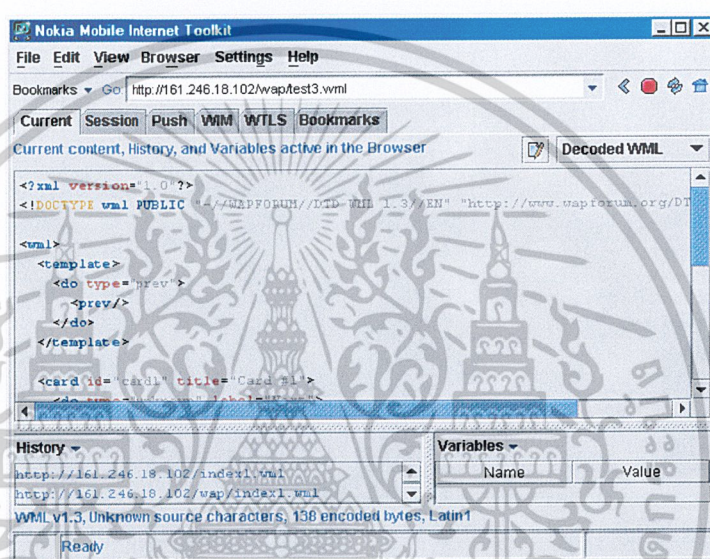 Nokia Mobile Internet Toolkit
File Edit View Browser Settings Help
Bookmarks Go http://161.246.18.102/wap/test3.wml
Current Session Push WIM WTLS Bookmarks
Current content, History, and Variables active in the Browser Decoded WML
<?xml version="1.0"?>
<!DOCTYPE wml PUBLIC "-//WAPFORUM//DTD WML 1.3//EN" "http://www.wapforum.org/DT
<wml>
<template>
<do type="prev">
<prev/>
</do>
</template>
<card id="card1" title="Card #1">
History Variables
http://161.246.18.102/index1.wml Name Value
http://161.246.18.102/wap/index1.wml
WMLv1.3, Unknown source characters, 138 encoded bytes, Latin1
Ready